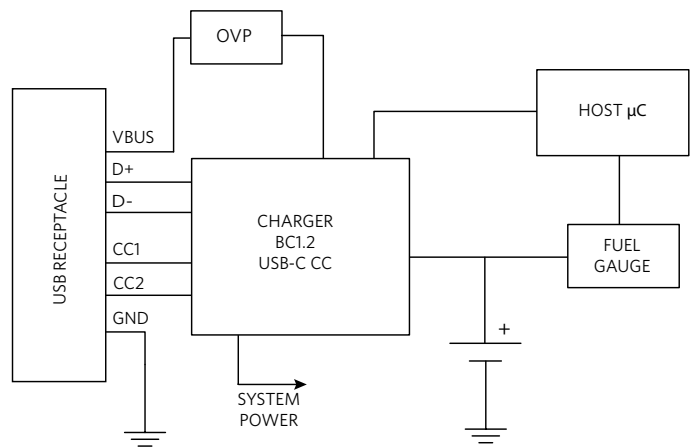 OVP
HOST µC
USB RECEPTACLE
VBUS
D+
D-
CC1
CC2
GND
CHARGER
BC1.2
USB-C CC
FUEL
GAUGE
+
SYSTEM
POWER